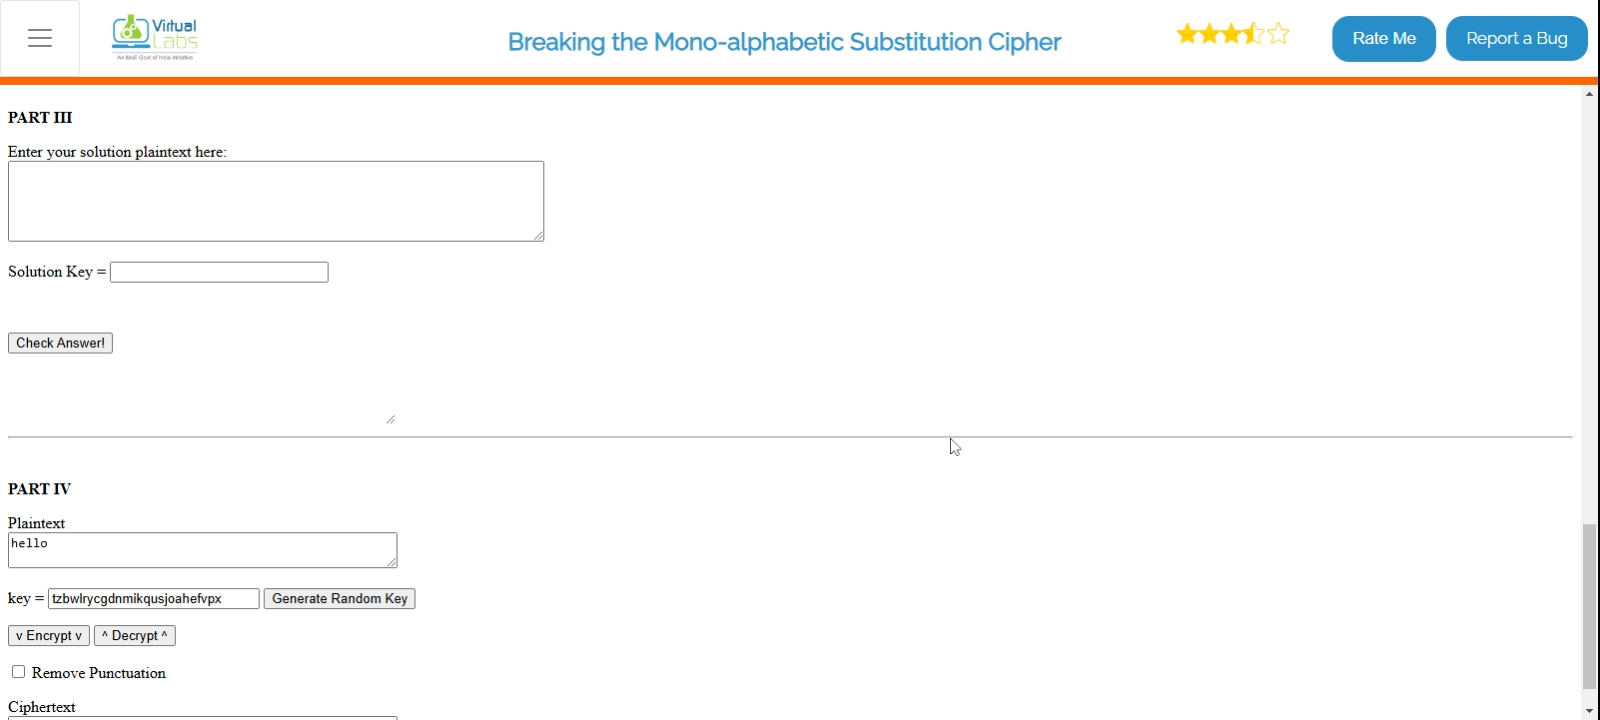 Virtual
Labs
An MoE Govt of India Initiative
Breaking the Mono-alphabetic Substitution Cipher
Rate Me
Report a Bug
PART III
Enter your solution plaintext here:
Solution Key =
Check Answer!
PART IV
Plaintext
hello
key = tzbwlrycgdnmikqusjoahefvpx Generate Random Key
v Encrypt v ^ Decrypt ^
Remove Punctuation
Ciphertext